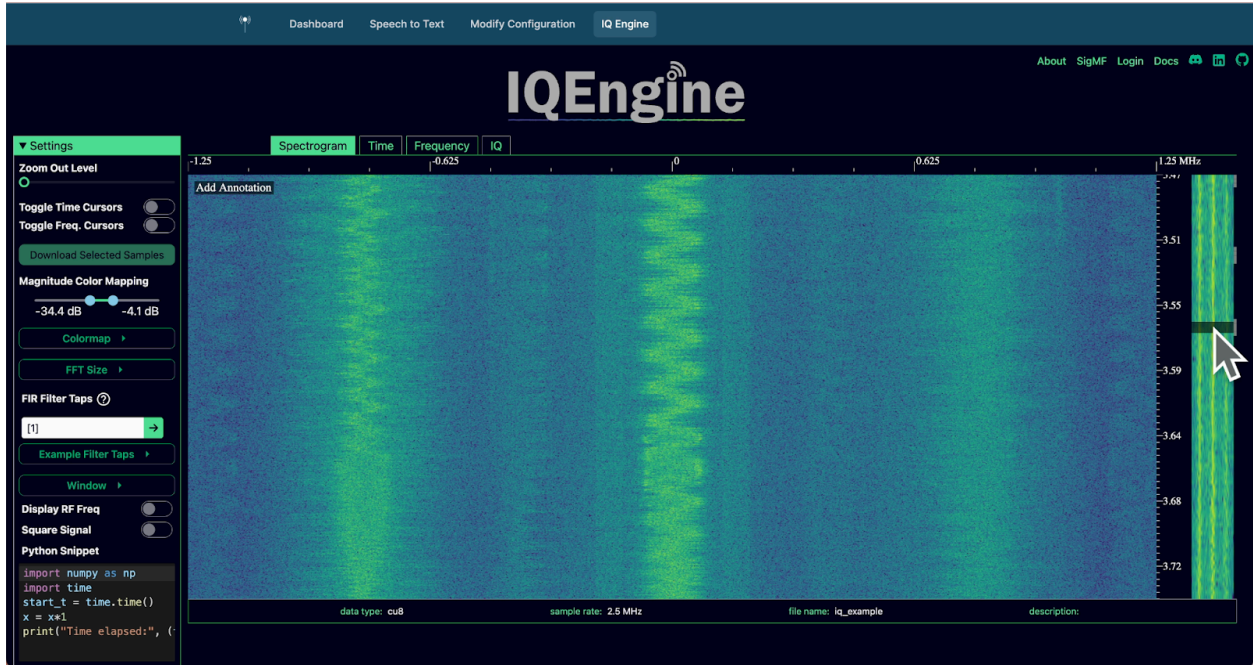 Dashboard Speech to Text Modify Configuration IQ Engine
About SigMF Login Docs
IQEngine
▼ Settings
Zoom Out Level
Toggle Time Cursors
Toggle Freq. Cursors
Download Selected Samples
Magnitude Color Mapping
-34.4 dB -4.1 dB
Colormap
FFT Size
FIR Filter Taps ?
[1]
Example Filter Taps
Window
Display RF Freq
Square Signal
Python Snippet
import numpy as np
import time
start_t = time.time()
x = x*1
print("Time elapsed:", (
Spectrogram Time Frequency IQ
-1.25 -0.625 0 0.625 1.25 MHz
Add Annotation
3.47
3.51
3.55
3.59
3.64
3.68
3.72
data type: cu8 sample rate: 2.5 MHz file name: iq_example description: